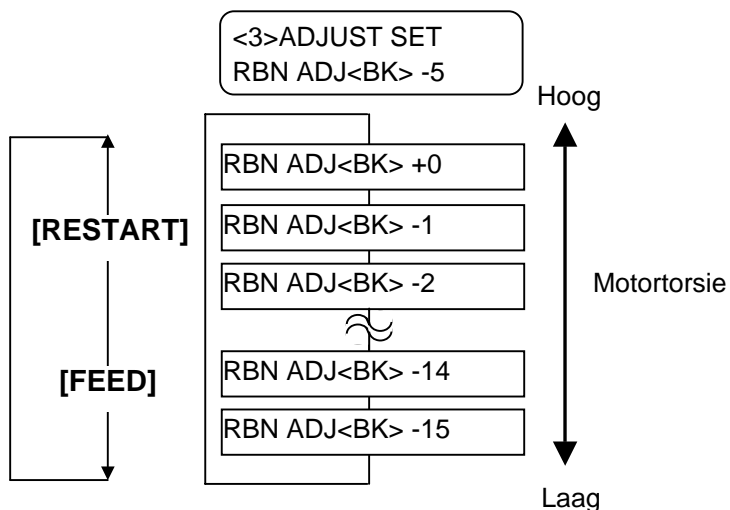 <3>ADJUST SET
RBN ADJ<BK> -5
Hoog
RBN ADJ<BK> +0
[RESTART]
RBN ADJ<BK> -1
RBN ADJ<BK> -2
Motortorsie
[FEED]
RBN ADJ<BK> -14
RBN ADJ<BK> -15
Laag